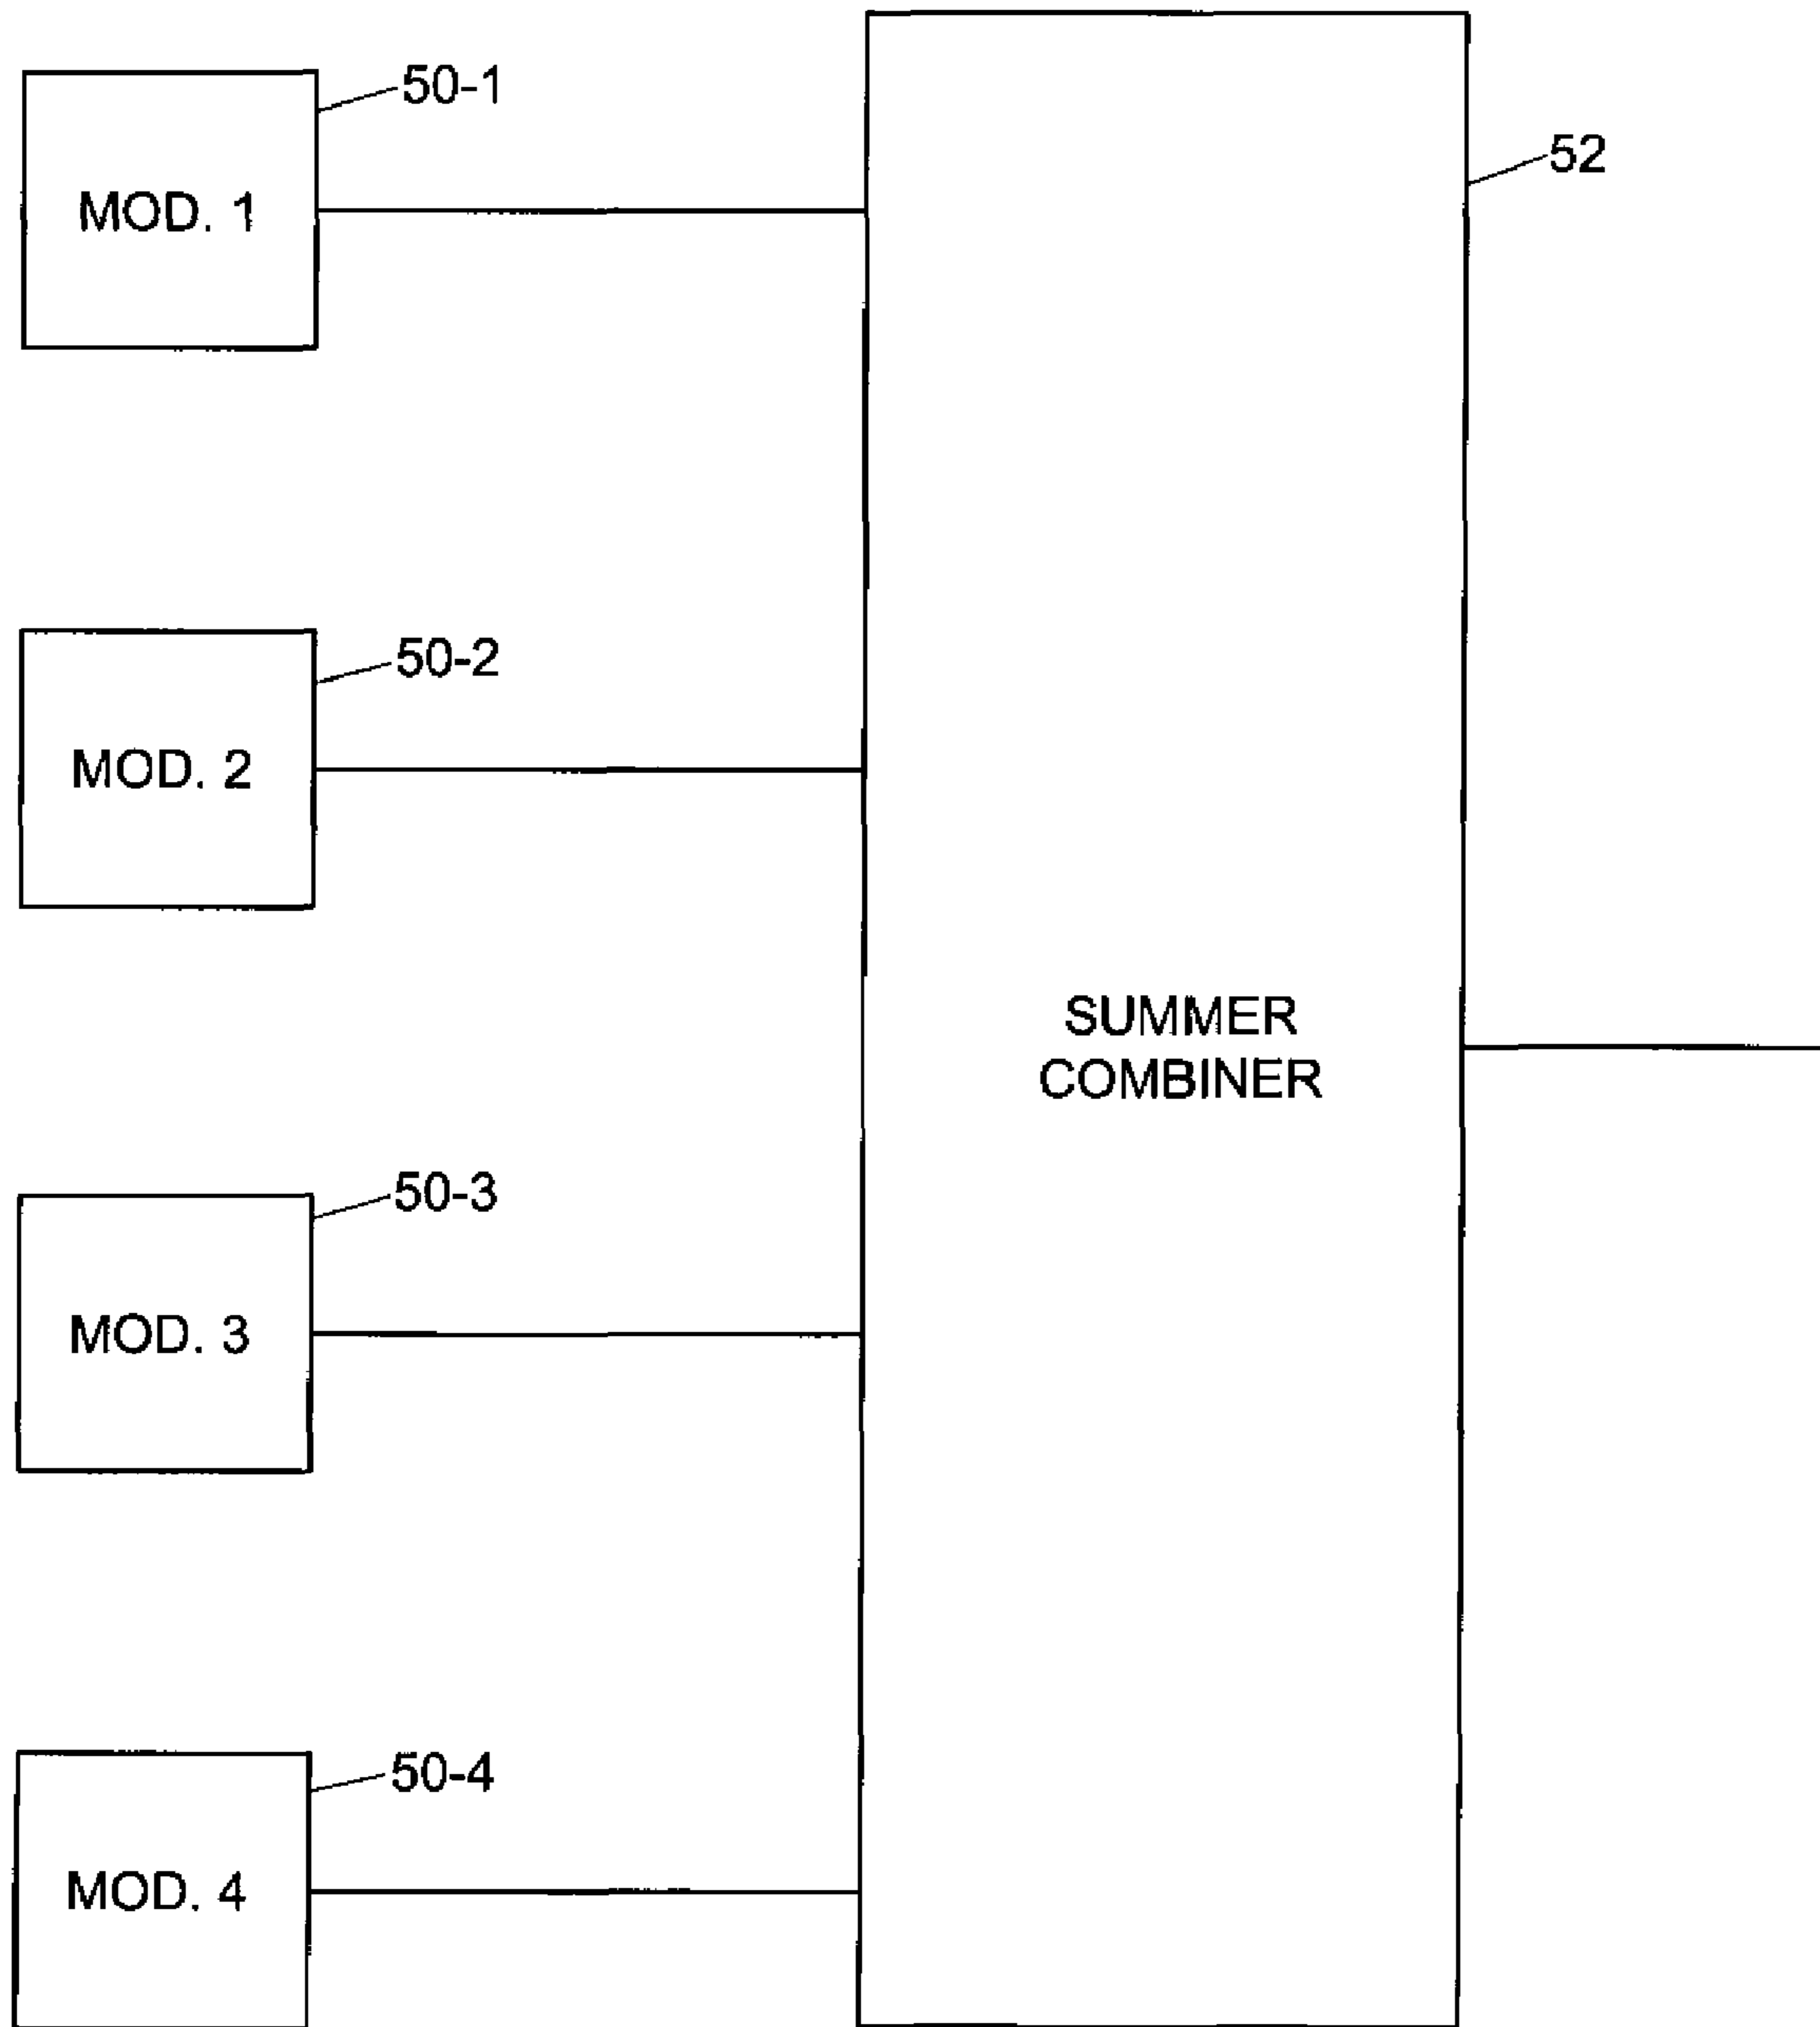 50-1
MOD. 1
52
50-2
MOD. 2
SUMMER
COMBINER
50-3
MOD. 3
50-4
MOD. 4